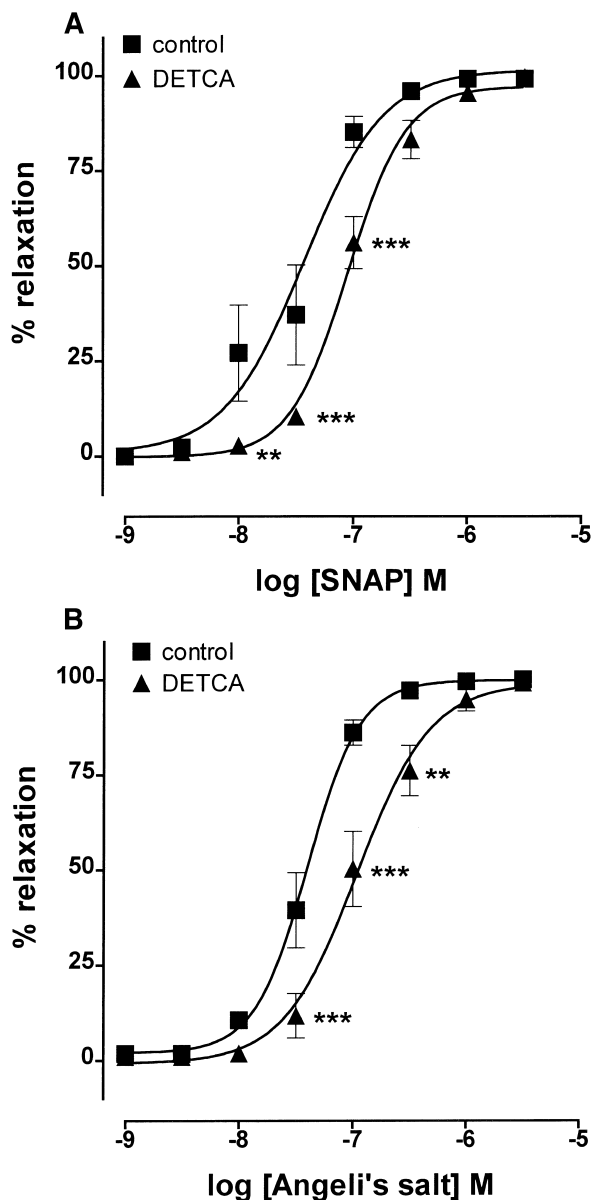 A
control
DETCA
100
75
50
25
0
% relaxation
***
***
**
-9 -8 -7 -6 -5
log [SNAP] M
B
control
DETCA
100
75
50
25
0
% relaxation
**
***
***
-9 -8 -7 -6 -5
log [Angeli's salt] M